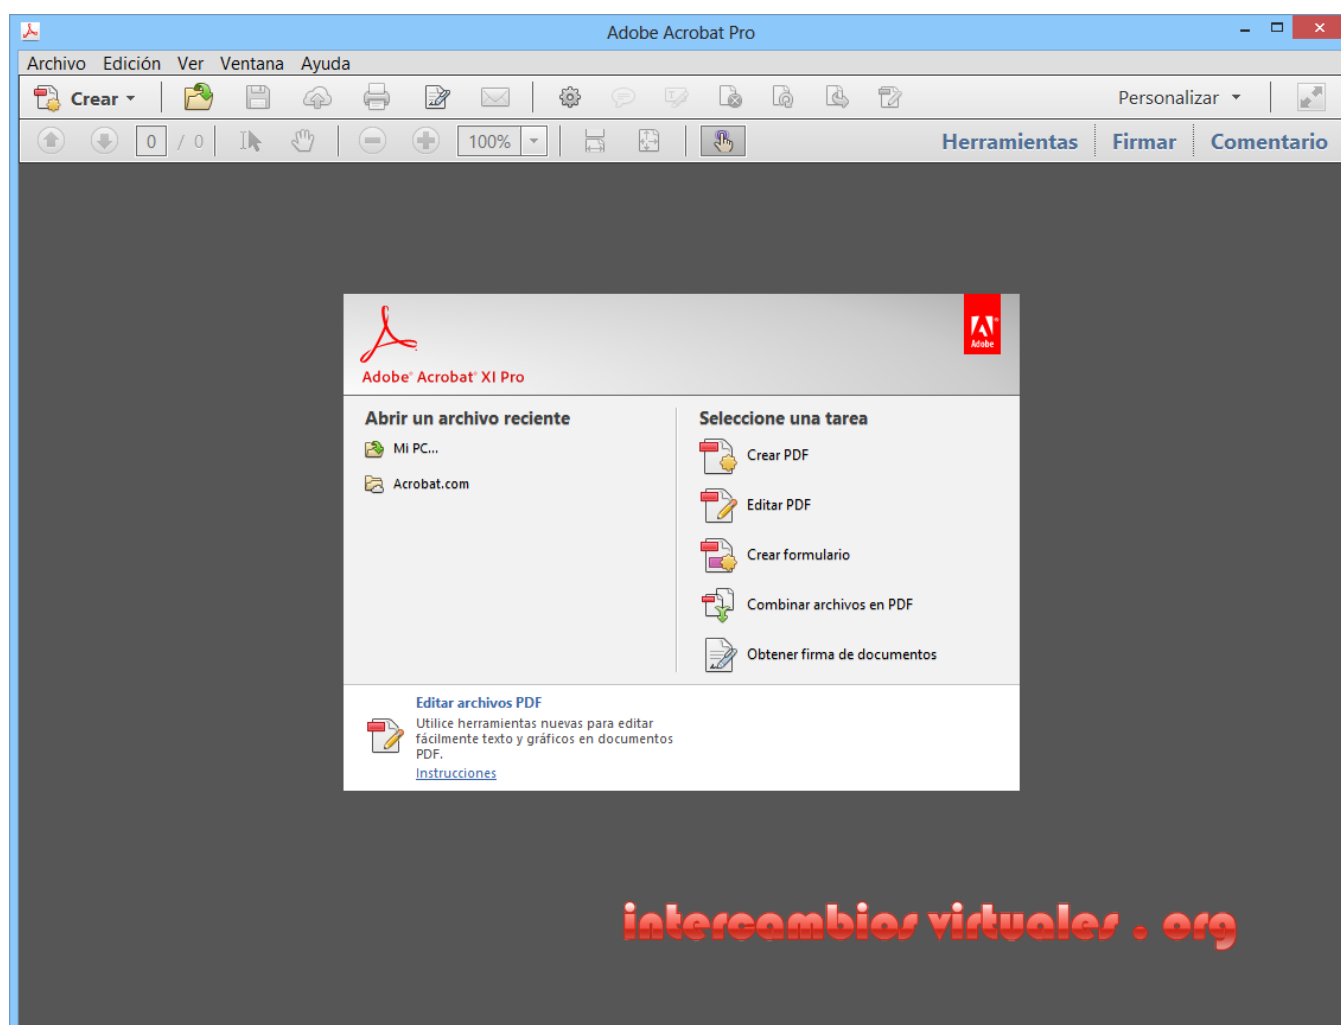 Adobe Acrobat Pro
Archivo Edición Ver Ventana Ayuda
Crear Personalizar
0 / 0 100% Herramientas Firmar Comentario
Adobe
Adobe® Acrobat® XI Pro
Abrir un archivo reciente
Mi PC...
Acrobat.com
Seleccione una tarea
Crear PDF
Editar PDF
Crear formulario
Combinar archivos en PDF
Obtener firma de documentos
Editar archivos PDF
Utilice herramientas nuevas para editar
fácilmente texto y gráficos en documentos
PDF.
Instrucciones
intercambios virtuales . org